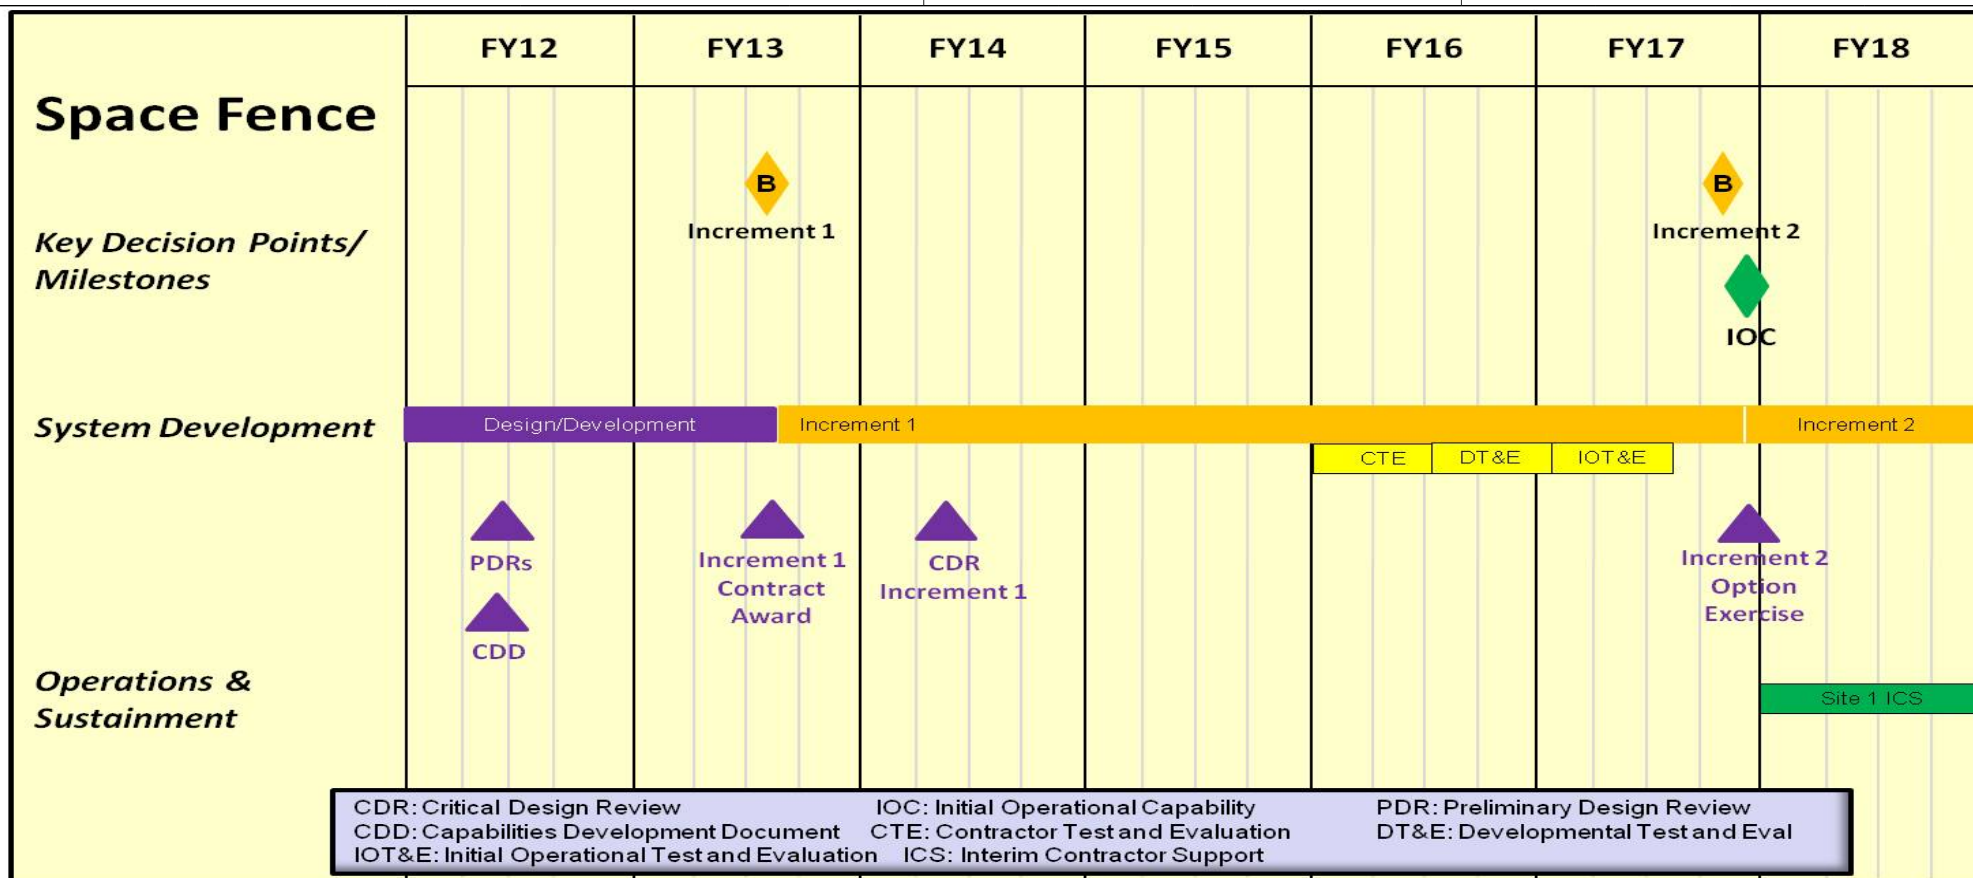 FY12 FY13 FY14 FY15 FY16 FY17 FY18
Space Fence
B B
Increment 1 Increment 2
Key Decision Points/
Milestones
IOC
System Development
Design/Development Increment 1 Increment 2
CTE DT&E IOT&E
PDRs
Increment 1
Contract
Award
CDR
Increment 1
Increment 2
Option
Exercise
CDD
Operations &
Sustainment
Site 1 ICS
CDR: Critical Design Review IOC: Initial Operational Capability PDR: Preliminary Design Review
CDD: Capabilities Development Document CTE: Contractor Test and Evaluation DT&E: Developmental Test and Eval
IOT&E: Initial Operational Test and Evaluation ICS: Interim Contractor Support